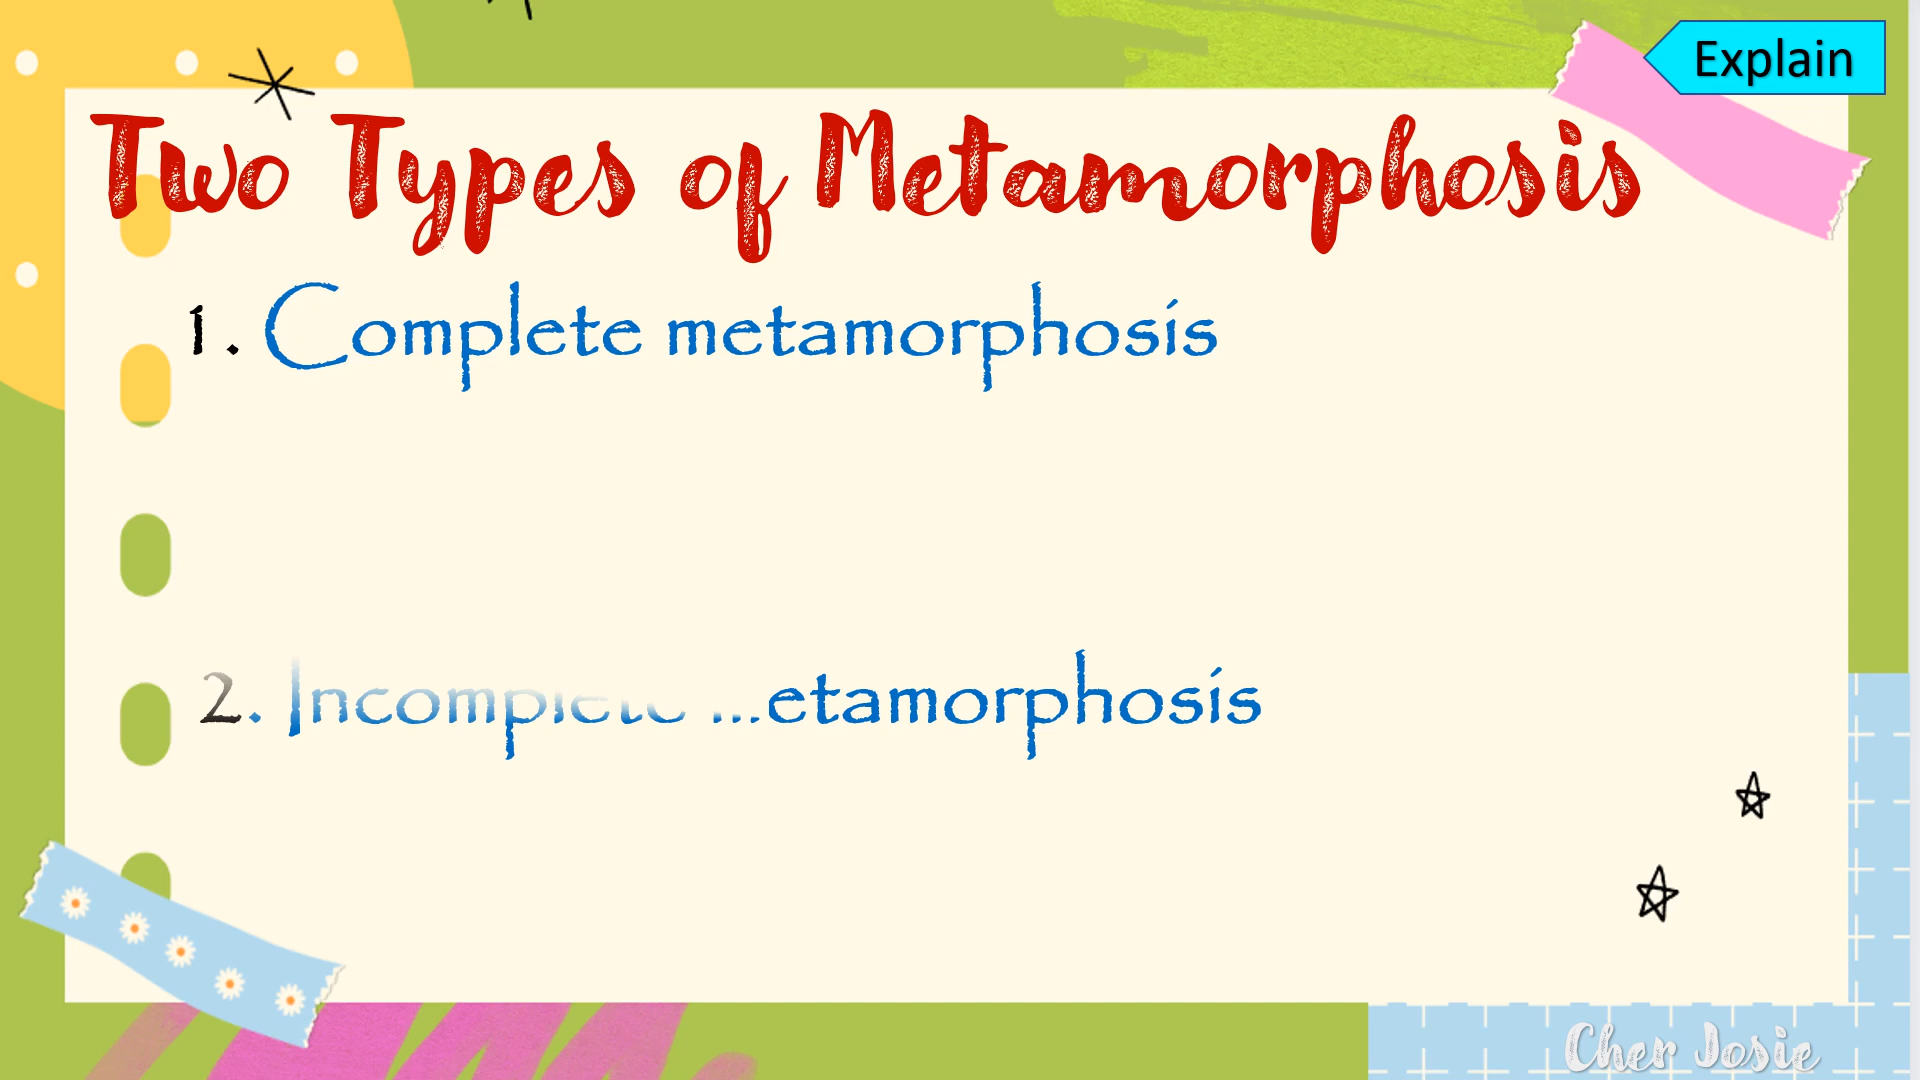 Explain
Two Types of Metamorphosis
1. Complete metamorphosis
2. Incomplete metamorphosis
Cher Josie